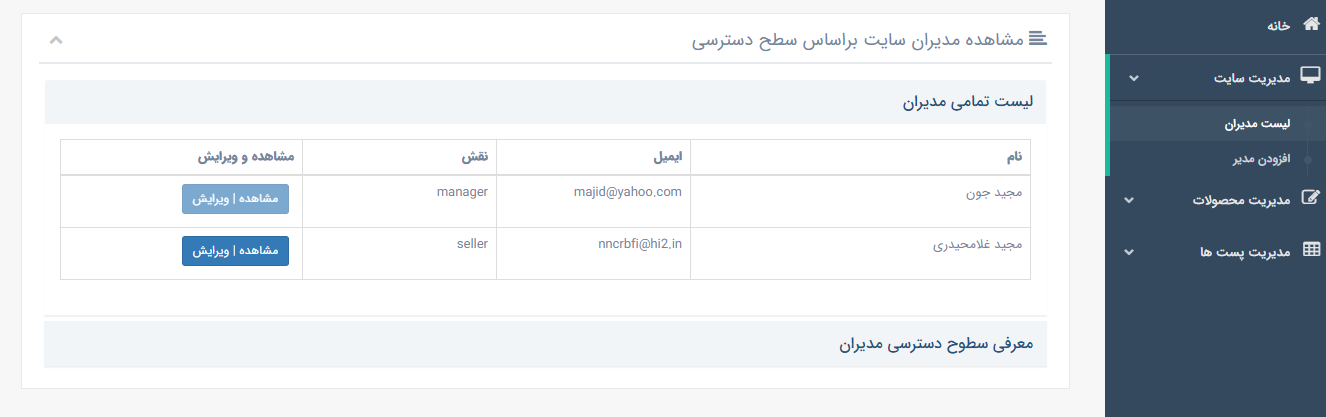 خانه
مدیریت سایت
لیست مدیران
افزودن مدیر
مدیریت محصولات
مدیریت پست ها
مشاهده مدیران سایت براساس سطح دسترسی
لیست تمامی مدیران
نام ایمیل نقش مشاهده و ویرایش
مجید جون majid@yahoo.com manager مشاهده | ویرایش
مجید غلامحیدری nncrbfi@hi2.in seller مشاهده | ویرایش
معرفی سطوح دسترسی مدیران